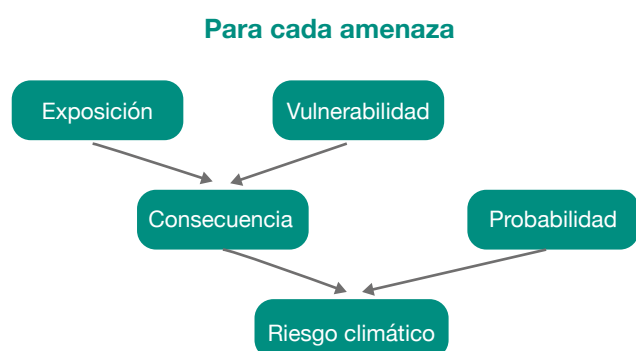 Para cada amenaza
Exposición
Vulnerabilidad
Consecuencia
Probabilidad
Riesgo climático